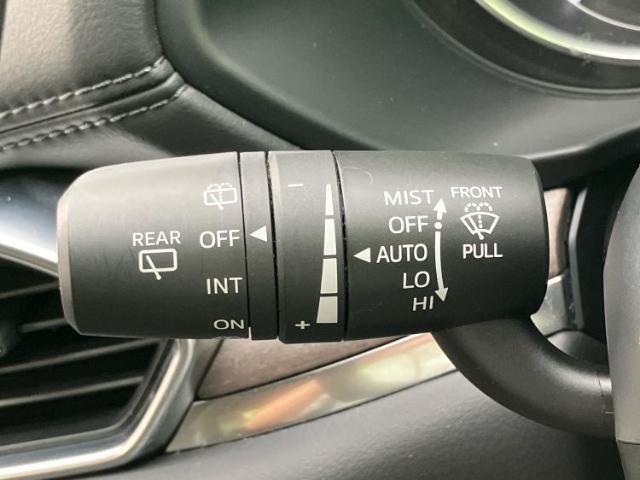 REAR
OFF
INT
ON
−
+
MIST
OFF
AUTO
LO
HI
FRONT
PULL